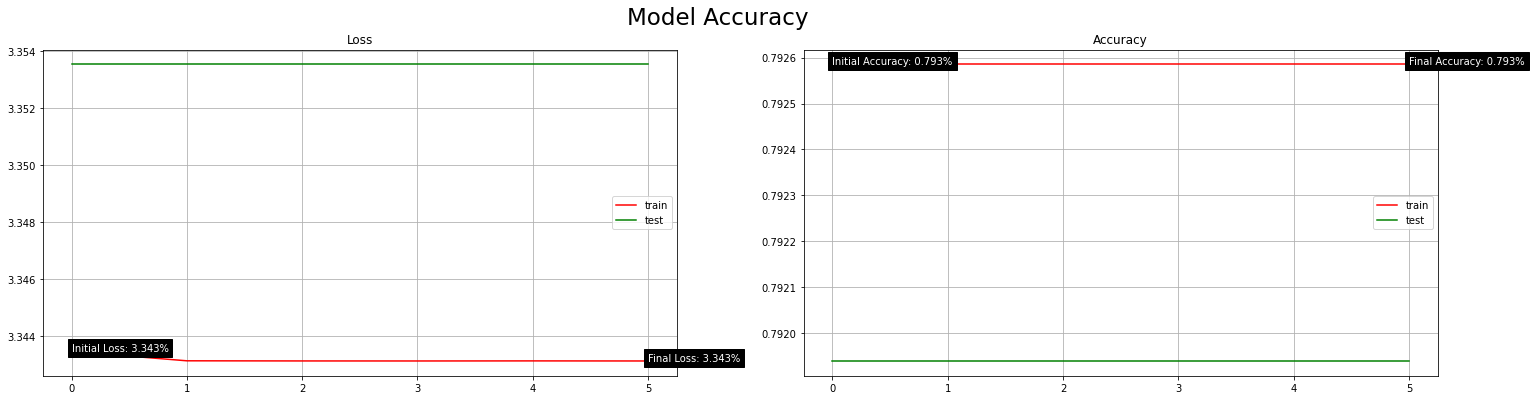 Model Accuracy
Loss
3.354
3.352
3.350
3.348
3.346
3.344
Initial Loss: 3.343%
Final Loss: 3.343%
train
test
0 1 2 3 4 5
Accuracy
0.7926
0.7925
0.7924
0.7923
0.7922
0.7921
0.7920
Initial Accuracy: 0.793%
Final Accuracy: 0.793%
train
test
0 1 2 3 4 5